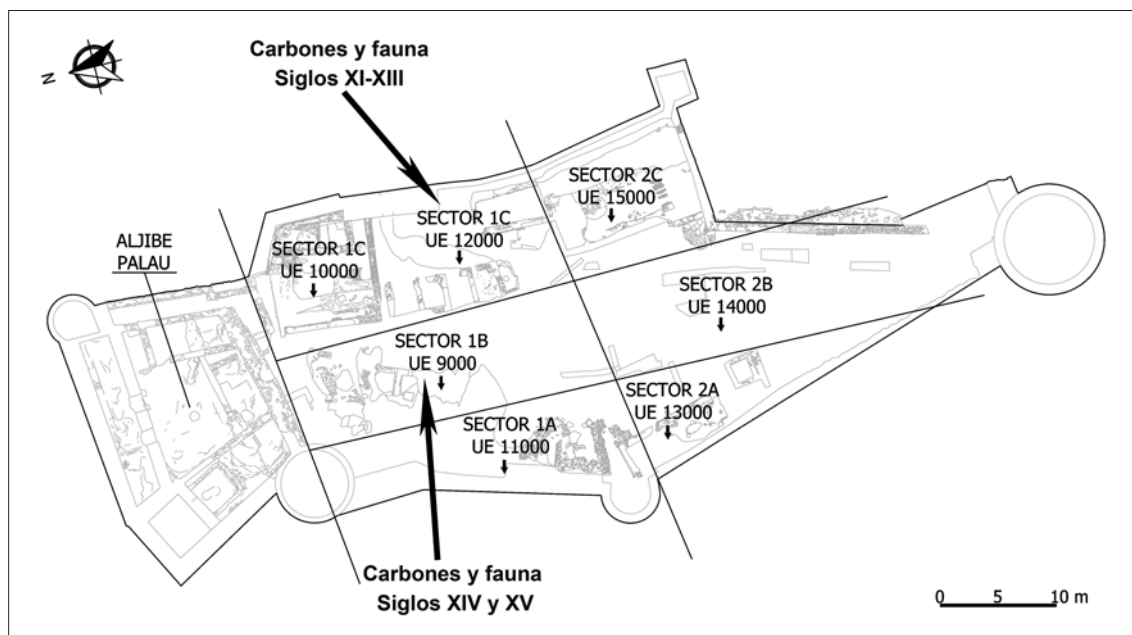 N
Carbones y fauna
Siglos XI-XIII
SECTOR 2C
UE 15000
SECTOR 1C
UE 12000
ALJIBE
PALAU
SECTOR 1C
UE 10000
SECTOR 2B
UE 14000
SECTOR 1B
UE 9000
SECTOR 2A
UE 13000
SECTOR 1A
UE 11000
Carbones y fauna
Siglos XIV y XV
0 5 10 m